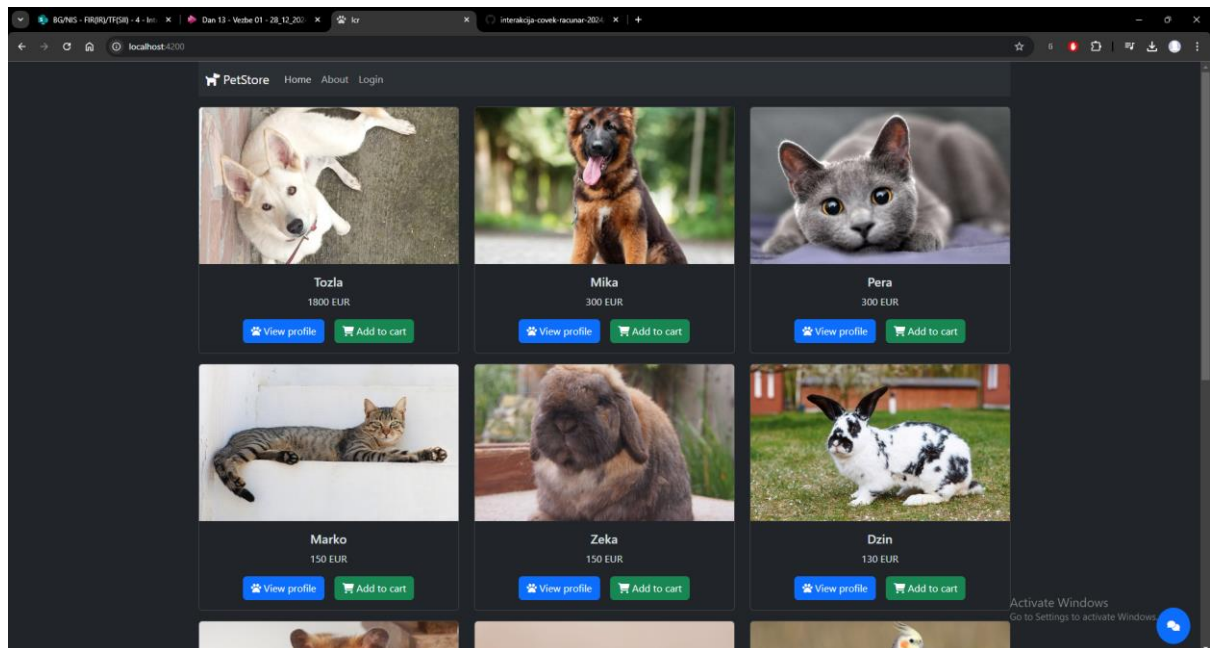 BG/NIS - FIR(IR)/TF(SII) - 4 - Int
Dan 13 - Vezbe 01 - 28_12_202
Icr
interakcija-covek-racunar-2024
localhost:4200
6
PetStore Home About Login
Tozla
1800 EUR
View profile Add to cart
Mika
300 EUR
View profile Add to cart
Pera
300 EUR
View profile Add to cart
Marko
150 EUR
View profile Add to cart
Zeka
150 EUR
View profile Add to cart
Dzin
130 EUR
View profile Add to cart
Activate Windows
Go to Settings to activate Windows.